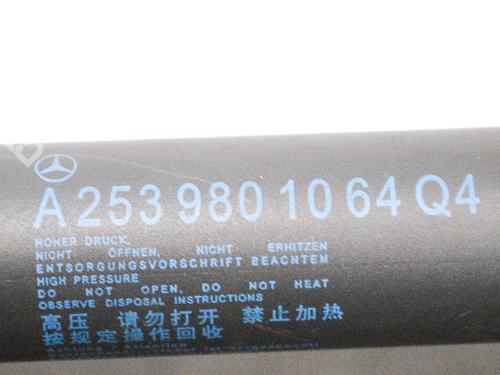 A 253 980 10 64 Q4
HOHER DRUCK,
NICHT ÖFFNEN, NICHT ERHITZEN
ENTSORGUNGSVORSCHRIFT BEACHTEN
HIGH PRESSURE
DO NOT OPEN, DO NOT HEAT
OBSERVE DISPOSAL INSTRUCTIONS
高压 请勿打开 禁止加热
按规定操作回收
Achtung / Attention